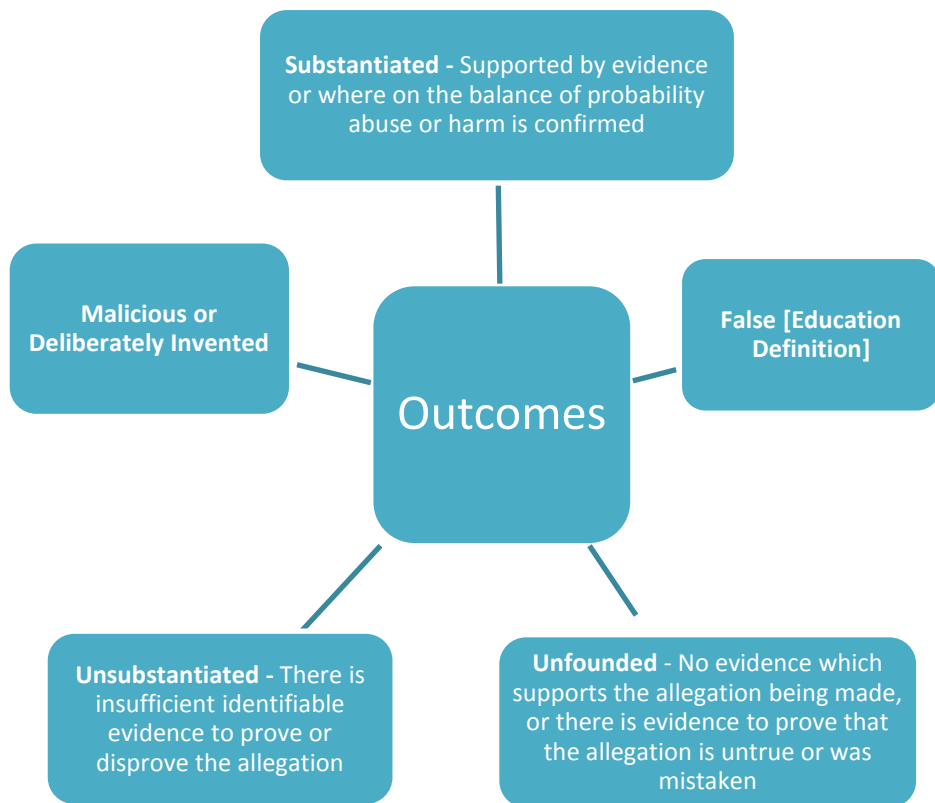 Substantiated - Supported by evidence
or where on the balance of probability
abuse or harm is confirmed
Malicious or
Deliberately Invented
False [Education
Definition]
Outcomes
Unsubstantiated - There is
insufficient identifiable
evidence to prove or
disprove the allegation
Unfounded - No evidence which
supports the allegation being made,
or there is evidence to prove that
the allegation is untrue or was
mistaken